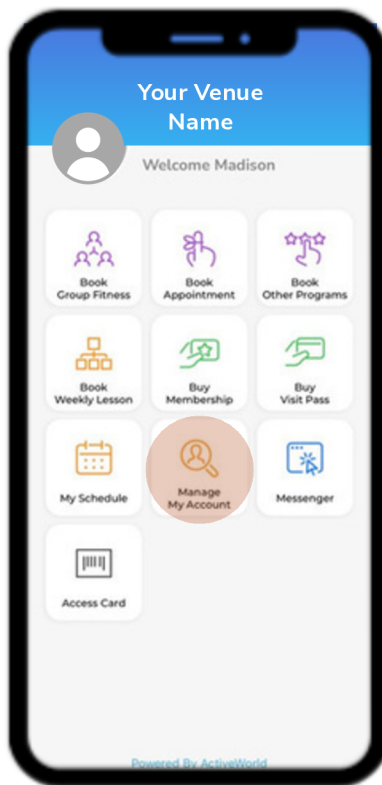 Your Venue
Name
Welcome Madison
Book
Group Fitness
Book
Appointment
Book
Other Programs
Book
Weekly Lesson
Buy
Membership
Buy
Visit Pass
My Schedule
Manage
My Account
Messenger
Access Card
Powered By ActiveWorld